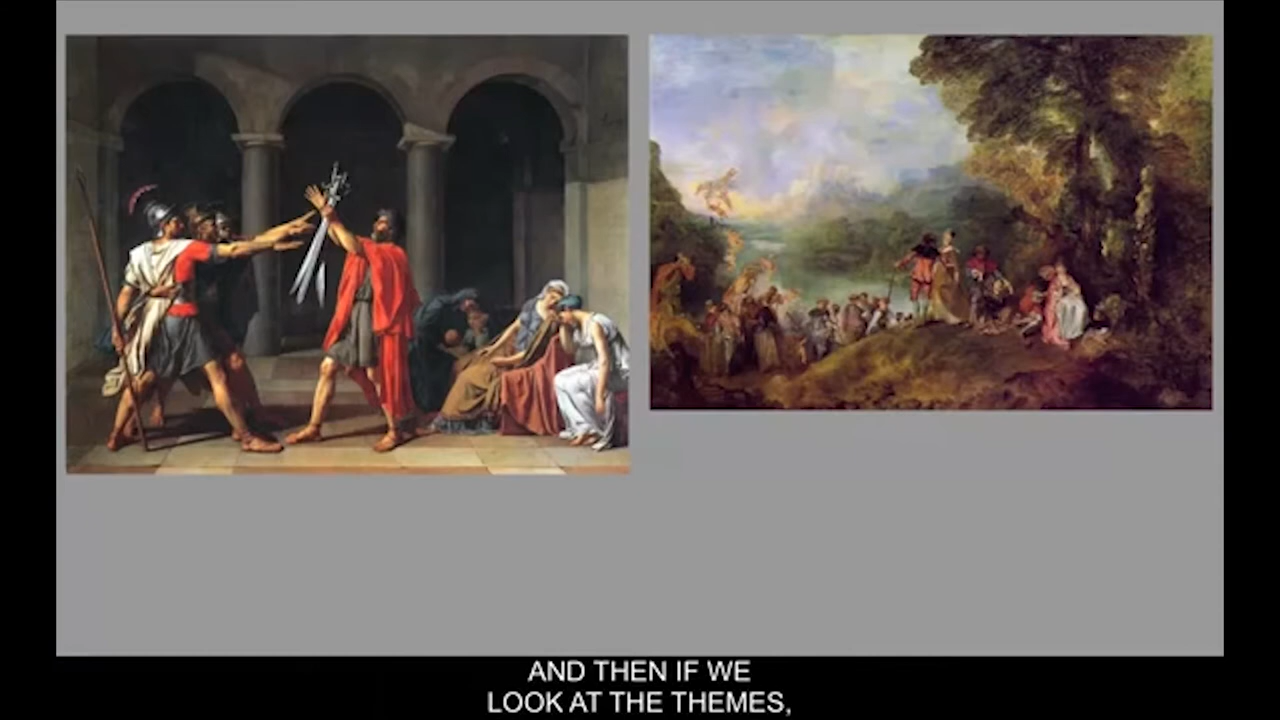 AND THEN IF WE
LOOK AT THE THEMES,